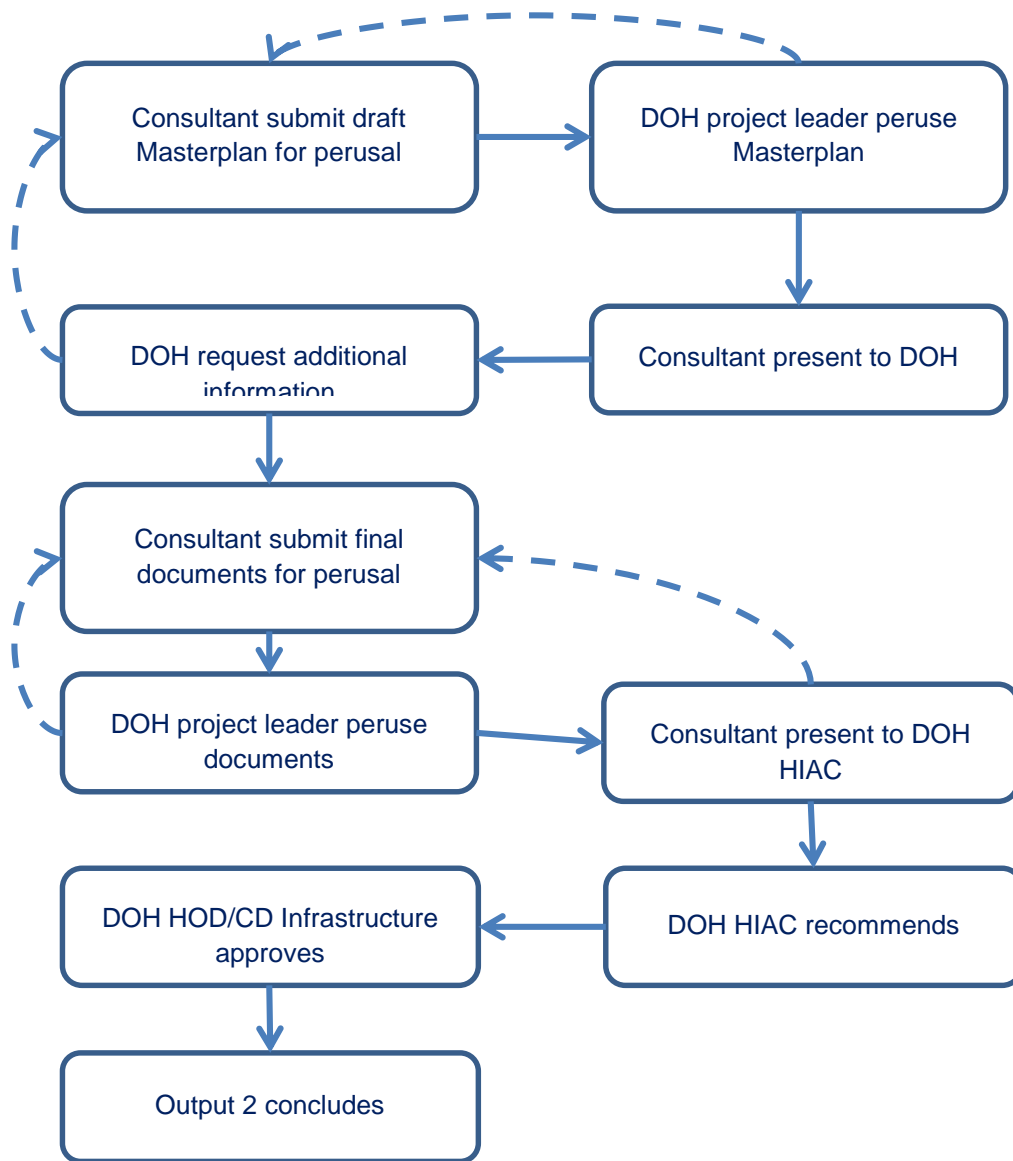 Consultant submit draft
Masterplan for perusal
DOH project leader peruse
Masterplan
DOH request additional
information
Consultant present to DOH
Consultant submit final
documents for perusal
DOH project leader peruse
documents
Consultant present to DOH
HIAC
DOH HOD/CD Infrastructure
approves
DOH HIAC recommends
Output 2 concludes